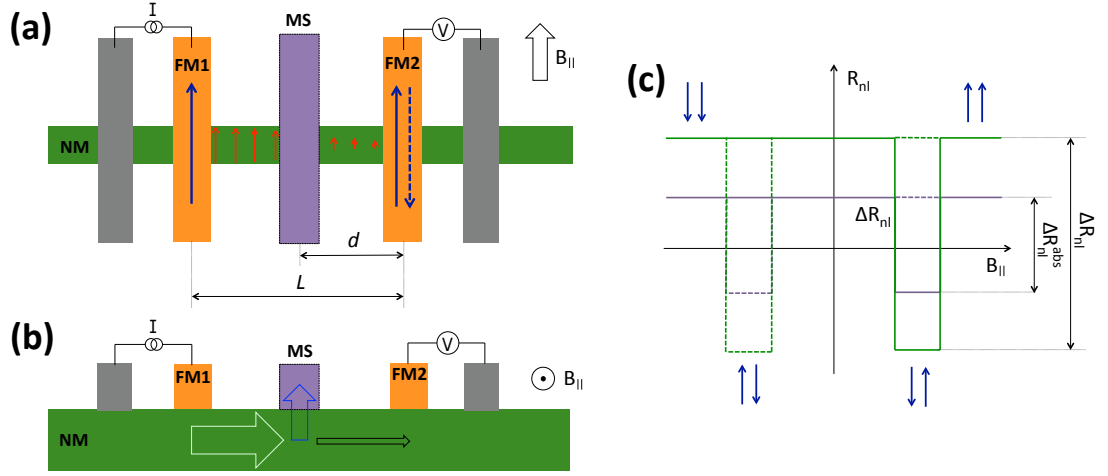 (a)
I
FM1
MS
V
FM2
B||
NM
d
L
(b)
I
FM1
MS
V
FM2
B||
NM
(c)
Rnl
ΔRnl
B||
ΔRnl^abs
ΔRnl